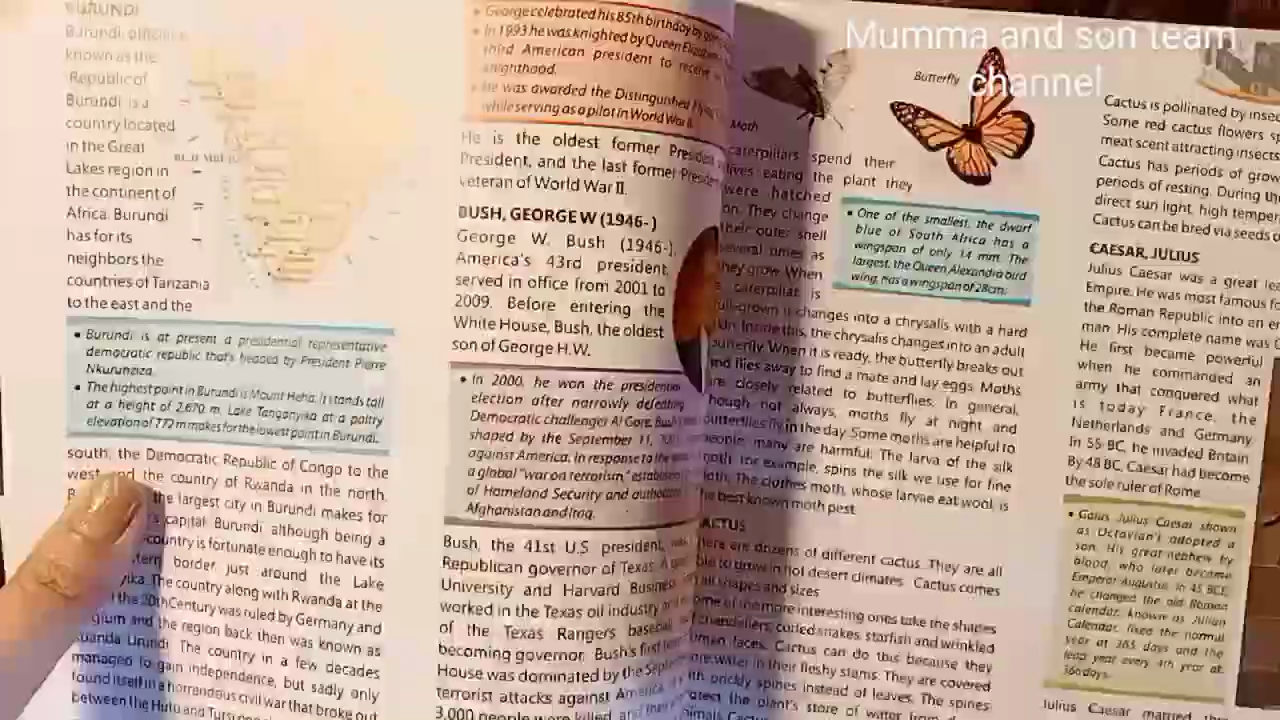 Mumma and son team
channel
BURUNDI
Burundi officially
known as the
Republic of
Burundi is a
country located
in the Great
Lakes region in
the continent of
Africa. Burundi
has for its
neighbors the
countries of Tanzania
to the east and the
• Burundi is at present a presidential representative
democratic republic that's headed by President Pierre
Nkurunziza.
• The highest point in Burundi is Mount Heha. It stands tall
at a height of 2,670 m. Lake Tanganyika at a paltry
elevation of 772 m makes for the lowest point in Burundi.
south, the Democratic Republic of Congo to the
west and the country of Rwanda in the north.
the largest city in Burundi makes for
capital Burundi although being a
country is fortunate enough to have its
border just around the Lake
The country along with Rwanda at the
the 20th Century was ruled by Germany and
and the region back then was known as
Urundi. The country in a few decades
managed to gain independence, but sadly only
found itself in a horrendous civil war that broke out
between the Hutu and
• George celebrated his 85th birthday by
• In 1993 he was knighted by Queen
third American president to receive
knighthood.
• He was awarded the Distinguished Flying
while serving as a pilot in World War II.
He is the oldest former President
President, and the last former
veteran of World War II.
BUSH, GEORGE W (1946-)
George W. Bush (1946-),
America's 43rd president,
served in office from 2001 to
2009. Before entering the
White House, Bush, the oldest
son of George H.W.
• In 2000, he won the presidential
election after narrowly defeating
Democratic challenger Al Gore. Bush's
shaped by the September 11,
against America. In response to the
a global "war on terrorism,"
of Homeland Security and
Afghanistan and Iraq.
Bush, the 41st U.S. president,
Republican governor of Texas. A
University and Harvard Business
worked in the Texas oil industry
of the Texas Rangers
becoming governor. Bush's first
House was dominated by the
terrorist attacks against America
3,000 people were killed, and
Moth
Butterfly
caterpillars spend their
lives eating the plant they
were hatched
on. They change
their outer shell
several times as
they grow. When
a caterpillar is
full-grown it changes into a chrysalis with a hard
Inside this, the chrysalis changes into an adult
butterfly. When it is ready, the butterfly breaks out
and flies away to find a mate and lay eggs. Moths
are closely related to butterflies. In general,
though not always, moths fly at night and
butterflies fly in the day. Some moths are helpful to
people, many are harmful. The larva of the silk
moth, for example, spins the silk we use for fine
cloth. The clothes moth, whose larvae eat wool, is
the best known moth pest.
• One of the smallest, the dwarf
blue of South Africa has a
wingspan of only 14 mm. The
largest, the Queen Alexandra bird
wing, has a wingspan of 28cm.
CACTUS
There are dozens of different cactus. They are all
able to grow in hot desert climates. Cactus comes
in all shapes and sizes
Some of the more interesting ones take the shapes
of chandeliers, curled snakes, starfish and wrinkled
human faces. Cactus can do this because they
water in their fleshy stams. They are covered
with prickly spines instead of leaves. The spines
protect the plant's store of water from
Cactus is pollinated by
Some red cactus flowers
meat scent attracting insects
Cactus has periods of
periods of resting. During
direct sun light, high
Cactus can be bred via seeds
CAESAR, JULIUS
Julius Caesar was a great
Empire. He was most famous
the Roman Republic into an
man. His complete name was
He first became powerful
when he commanded an
army that conquered what
is today France, the
Netherlands and Germany.
In 55 BC, he invaded Britain
By 48 BC, Caesar had become
the sole ruler of Rome.
• Gaius Julius Caesar shown
as Octavian's adopted a
son. His great nephew by
blood, who later became
Emperor Augustus. In 45 BCE,
he changed the old Roman
calendar, known as Julian
Calendar, fixed the normal
year at 365 days and the
leap year every 4th year at
366 days.
Julius Caesar married